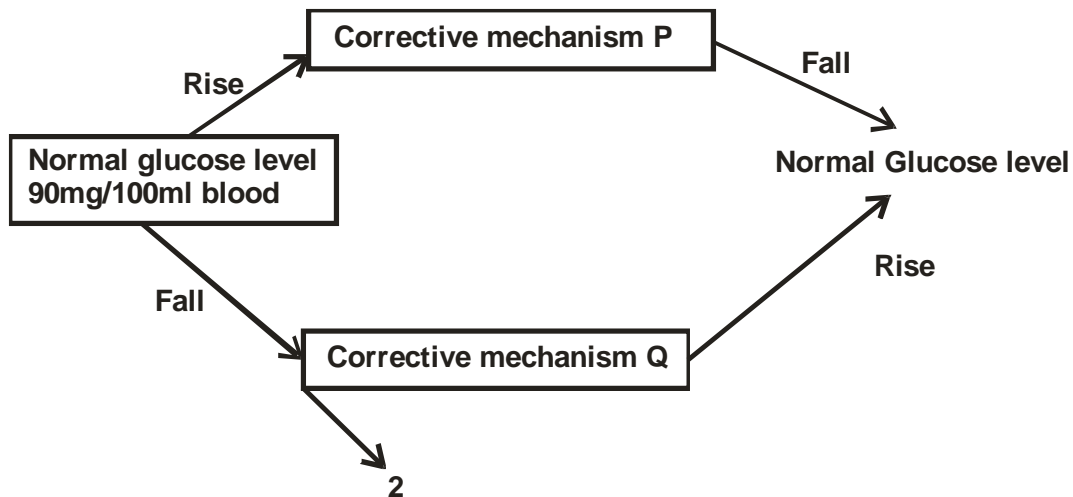 Corrective mechanism P
Rise
Fall
Normal glucose level
90mg/100ml blood
Normal Glucose level
Fall
Rise
Corrective mechanism Q
2